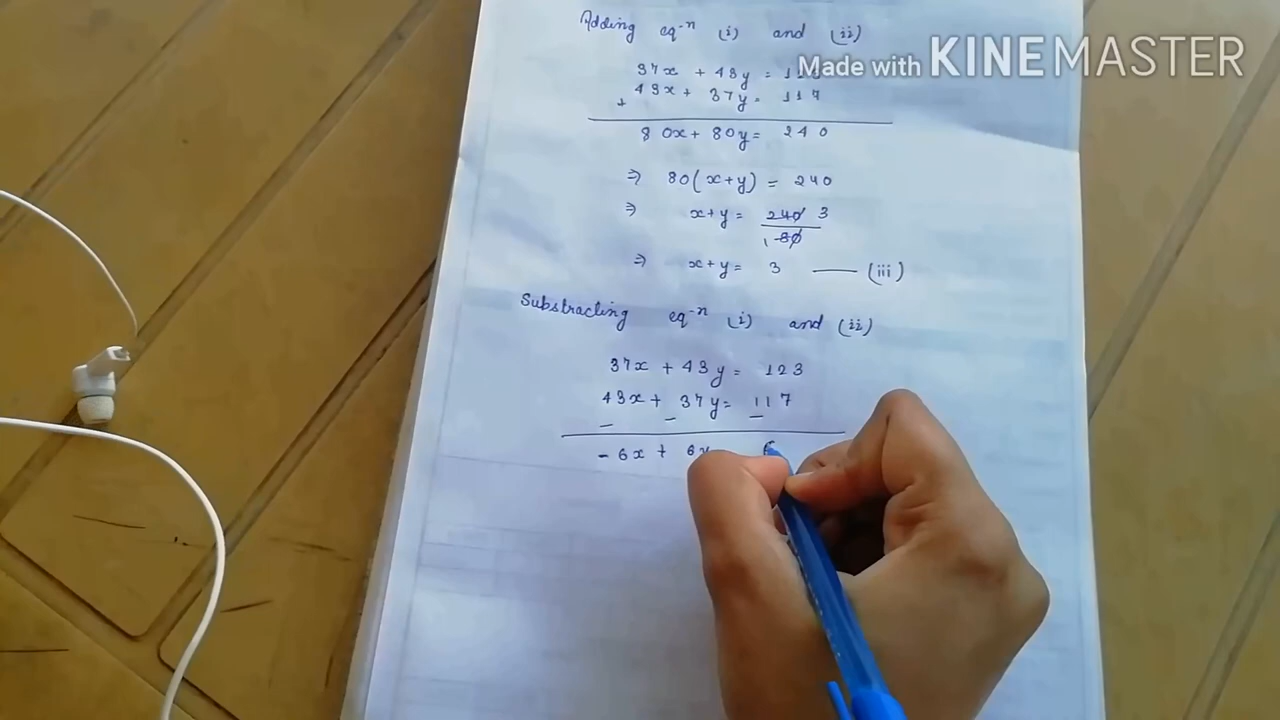 Adding eq-n (i) and (ii)
Made with KINEMASTER
37x + 43y =
+ 43x + 37y = 117
80x + 80y = 240
⇒ 80(x+y) = 240
⇒ x+y = 240 3
1 80
⇒ x+y = 3 —— (iii)
Substracting eq-n (i) and (ii)
37x + 43y = 123
43x + 37y = 117
– – –
-6x + 6y 6